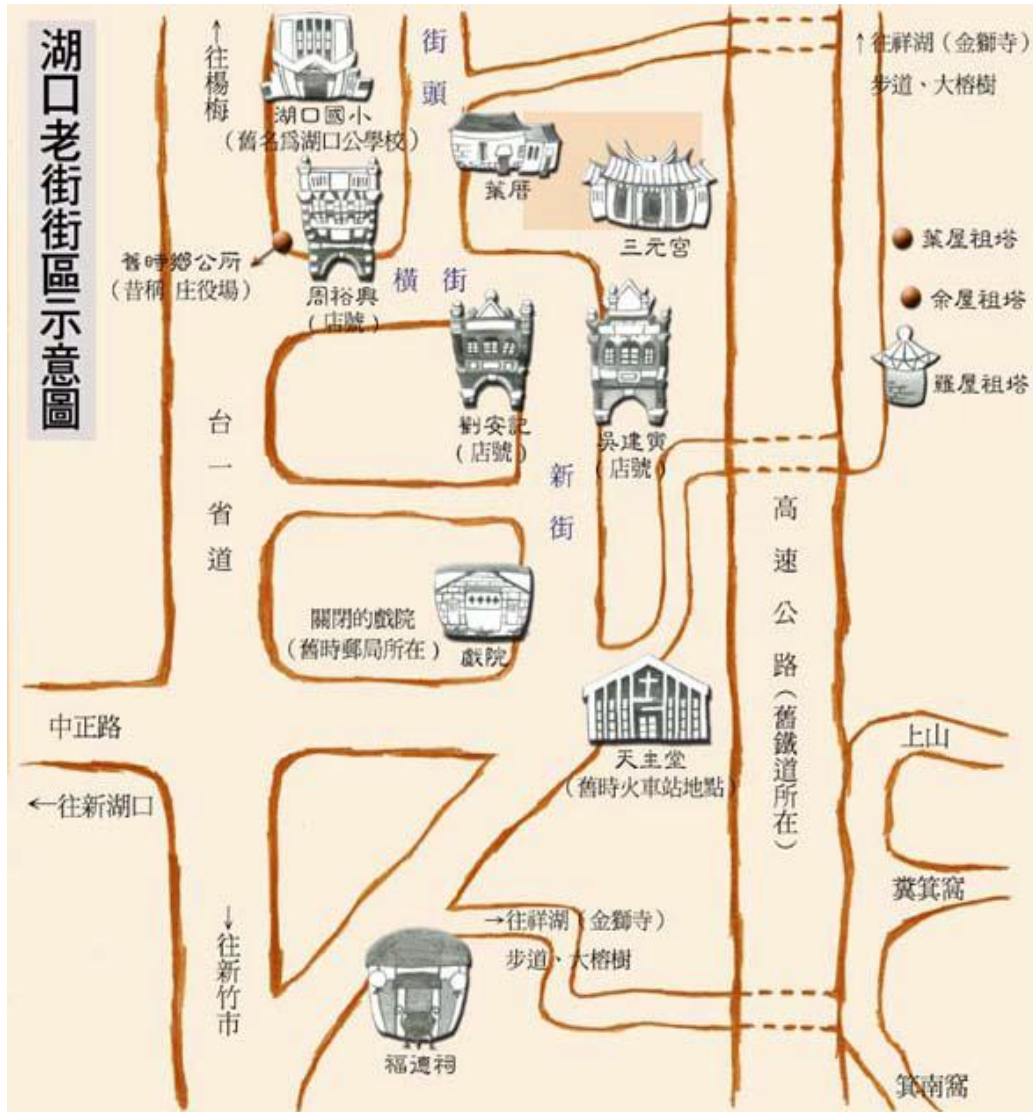 湖口老街街區示意圖
↑往楊梅
湖口國小
(舊名為湖口公學校)
街頭
↑往祥湖(金獅寺)
步道、大榕樹
葉厝
三元宮
葉屋祖塔
余屋祖塔
羅屋祖塔
舊時鄉公所
(昔稱 庄役場)
周裕興
(店號)
橫街
劉安記
(店號)
吳建寅
(店號)
新街
台一省道
高速公路(舊鐵道所在)
關閉的戲院
(舊時郵局所在)
戲院
中正路
←往新湖口
天主堂
(舊時火車站地點)
上山
糞箕窩
→往祥湖(金獅寺)
步道、大榕樹
↓往新竹市
福德祠
箕南窩